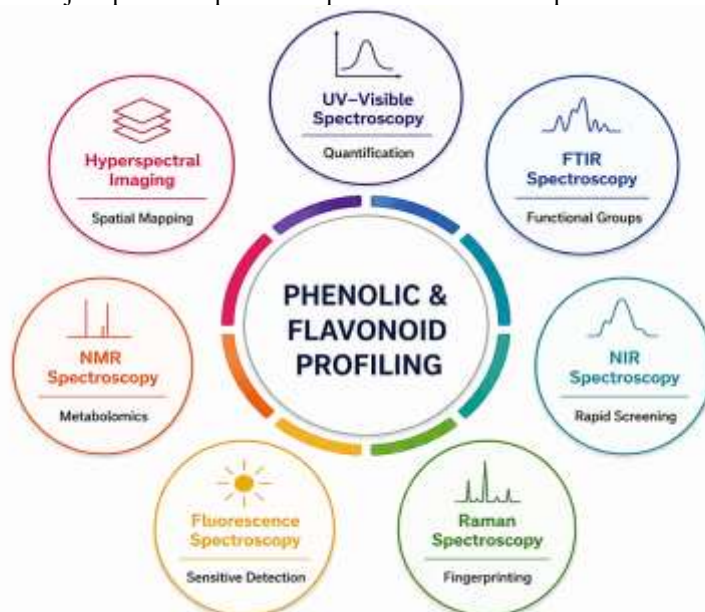 UV–Visible
Spectroscopy
Quantification
Hyperspectral
Imaging
Spatial Mapping
FTIR
Spectroscopy
Functional Groups
PHENOLIC &
FLAVONOID
PROFILING
NMR
Spectroscopy
Metabolomics
NIR
Spectroscopy
Rapid Screening
Fluorescence
Spectroscopy
Sensitive Detection
Raman
Spectroscopy
Fingerprinting